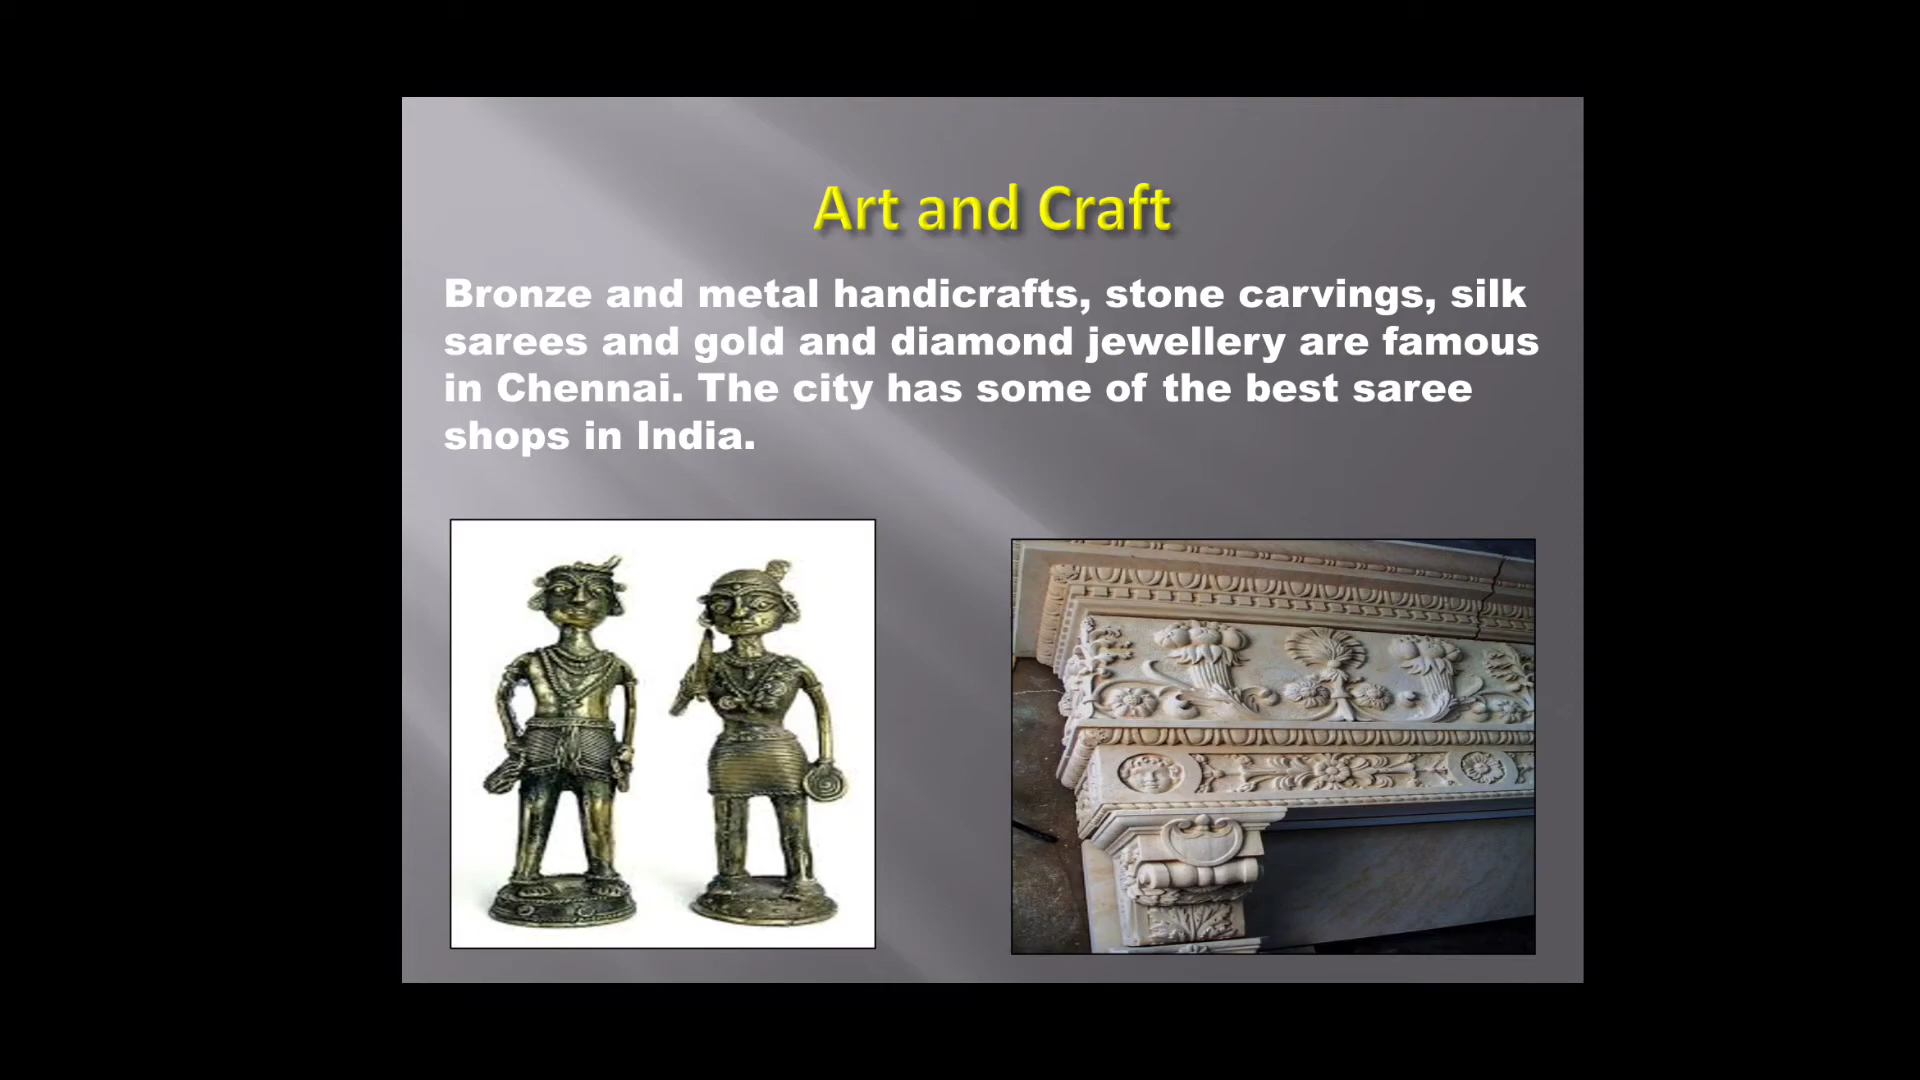 Art and Craft
Bronze and metal handicrafts, stone carvings, silk
sarees and gold and diamond jewellery are famous
in Chennai. The city has some of the best saree
shops in India.